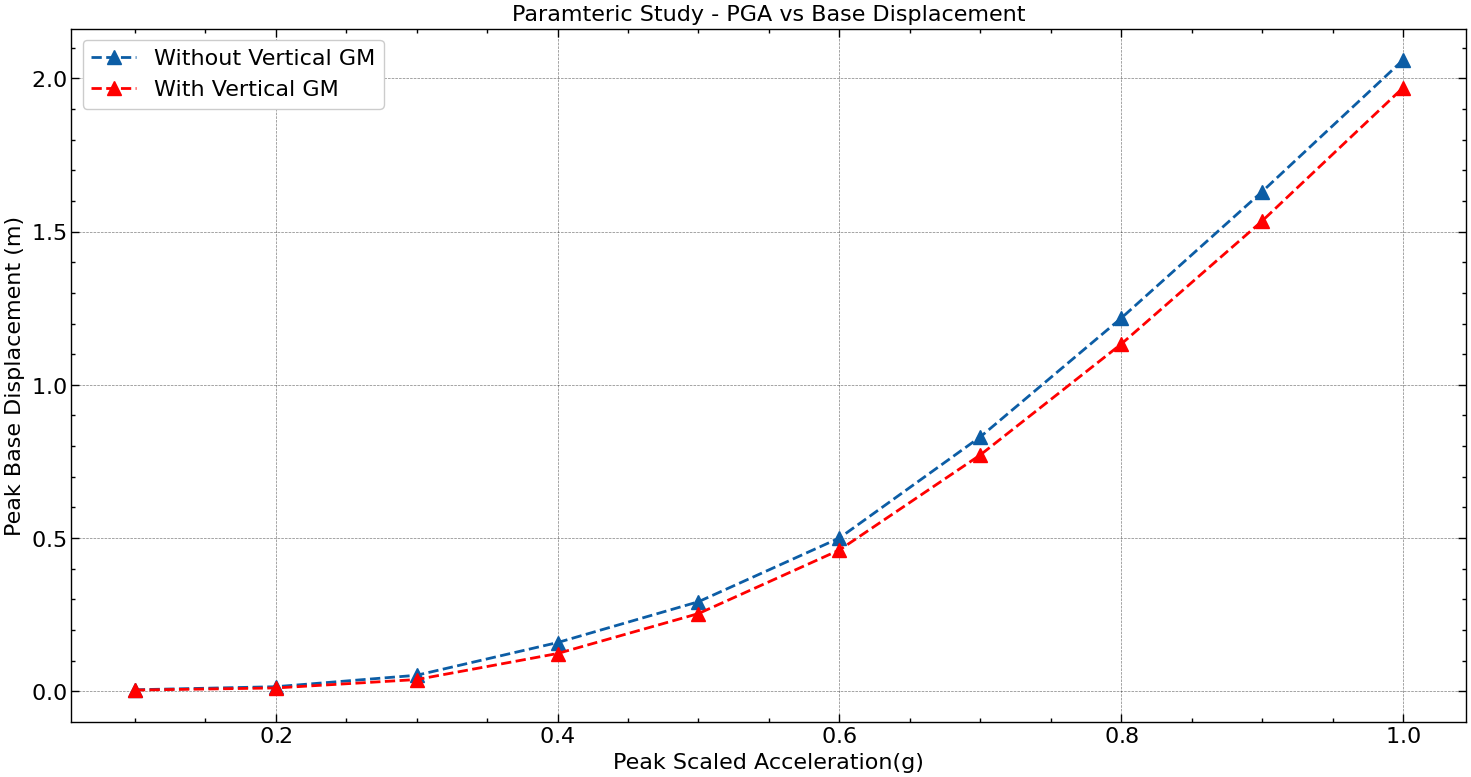 Paramteric Study - PGA vs Base Displacement
Without Vertical GM
With Vertical GM
Peak Base Displacement (m)
2.0
1.5
1.0
0.5
0.0
0.2
0.4
0.6
0.8
1.0
Peak Scaled Acceleration(g)